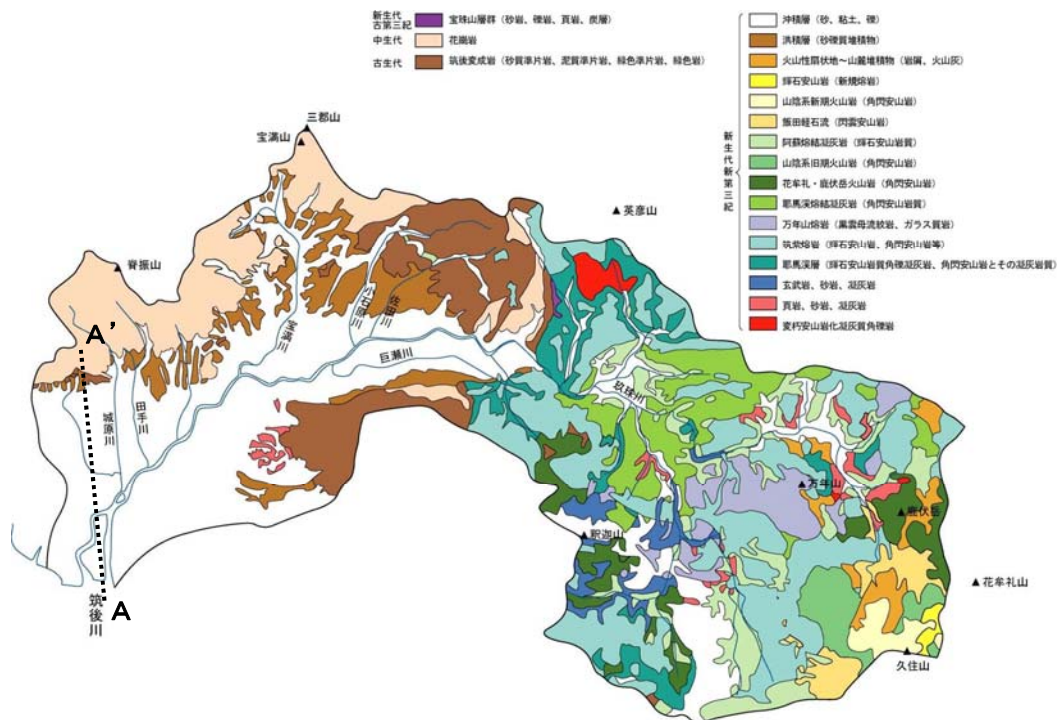 新生代
古第三紀
宝珠山層群（砂岩、礫岩、頁岩、炭層）
中生代
花崗岩
古生代
筑後変成岩（砂質準片岩、泥質準片岩、緑色準片岩、緑色岩）
新生代新第三紀
沖積層（砂、粘土、礫）
洪積層（砂礫質堆積物）
火山性扇状地～山麓堆積物（岩屑、火山灰）
輝石安山岩（新規熔岩）
山陰系新期火山岩（角閃安山岩）
飯田軽石流（閃雲安山岩）
阿蘇熔結凝灰岩（輝石安山岩質）
山陰系旧期火山岩（角閃安山岩）
花牟礼・鹿伏岳火山岩（角閃安山岩）
耶馬溪熔結凝灰岩（角閃安山岩質）
万年山熔岩（黒雲母流紋岩、ガラス質岩）
筑紫熔岩（輝石安山岩、角閃安山岩等）
耶馬溪層（輝石安山岩質角礫凝灰岩、角閃安山岩とその凝灰岩質）
玄武岩、砂岩、凝灰岩
頁岩、砂岩、凝灰岩
変朽安山岩化凝灰質角礫岩
三郡山
宝満山
英彦山
脊振山
A'
宝満川
小石原川
佐田川
巨瀬川
玖珠川
城原川
田手川
万年山
鹿伏岳
釈迦山
花牟礼山
筑後川
A
久住山